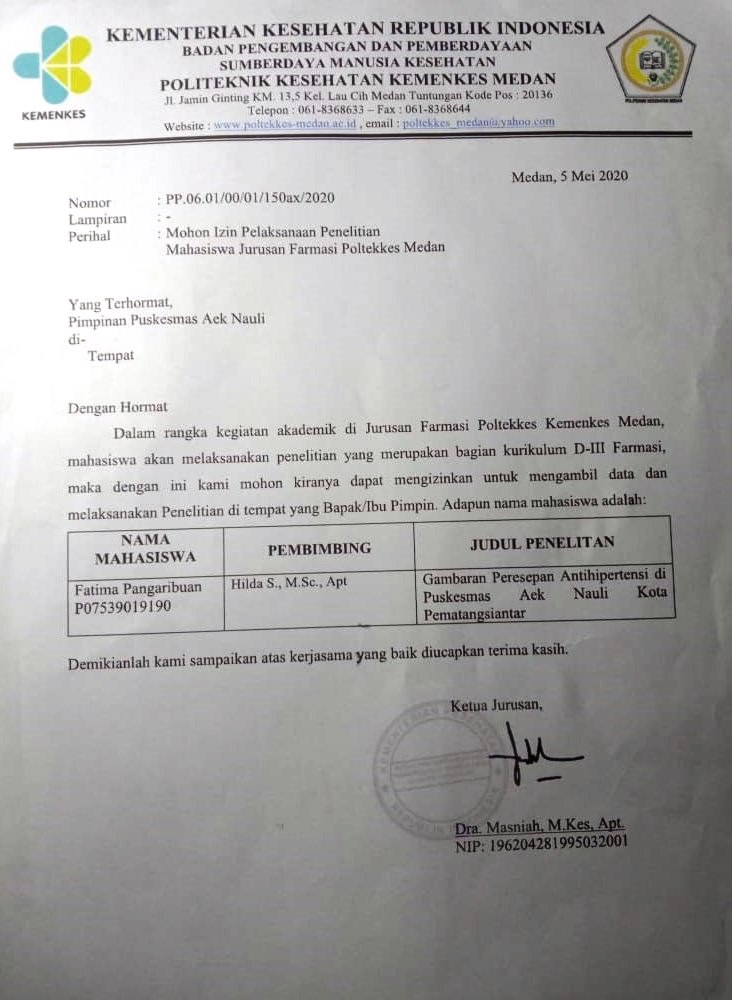 KEMENTERIAN KESEHATAN REPUBLIK INDONESIA
BADAN PENGEMBANGAN DAN PEMBERDAYAAN
SUMBERDAYA MANUSIA KESEHATAN
POLITEKNIK KESEHATAN KEMENKES MEDAN
Jl. Jamin Ginting KM. 13,5 Kel. Lau Cih Medan Tuntungan Kode Pos : 20136
Telepon : 061-8368633 – Fax : 061-8368644
Website : www.poltekkes-medan.ac.id , email : poltekkes_medan@yahoo.com
KEMENKES
POLITEKNIK KESEHATAN MEDAN
Medan, 5 Mei 2020
Nomor : PP.06.01/00/01/150ax/2020
Lampiran : -
Perihal : Mohon Izin Pelaksanaan Penelitian
Mahasiswa Jurusan Farmasi Poltekkes Medan
Yang Terhormat,
Pimpinan Puskesmas Aek Nauli
di-
Tempat
Dengan Hormat
Dalam rangka kegiatan akademik di Jurusan Farmasi Poltekkes Kemenkes Medan,
mahasiswa akan melaksanakan penelitian yang merupakan bagian kurikulum D-III Farmasi,
maka dengan ini kami mohon kiranya dapat mengizinkan untuk mengambil data dan
melaksanakan Penelitian di tempat yang Bapak/Ibu Pimpin. Adapun nama mahasiswa adalah:
NAMA MAHASISWA
PEMBIMBING
JUDUL PENELITAN
Fatima Pangaribuan
P07539019190
Hilda S., M.Sc., Apt
Gambaran Peresepan Antihipertensi di
Puskesmas Aek Nauli Kota
Pematangsiantar
Demikianlah kami sampaikan atas kerjasama yang baik diucapkan terima kasih.
Ketua Jurusan,
Dra. Masniah, M.Kes, Apt.
NIP: 196204281995032001